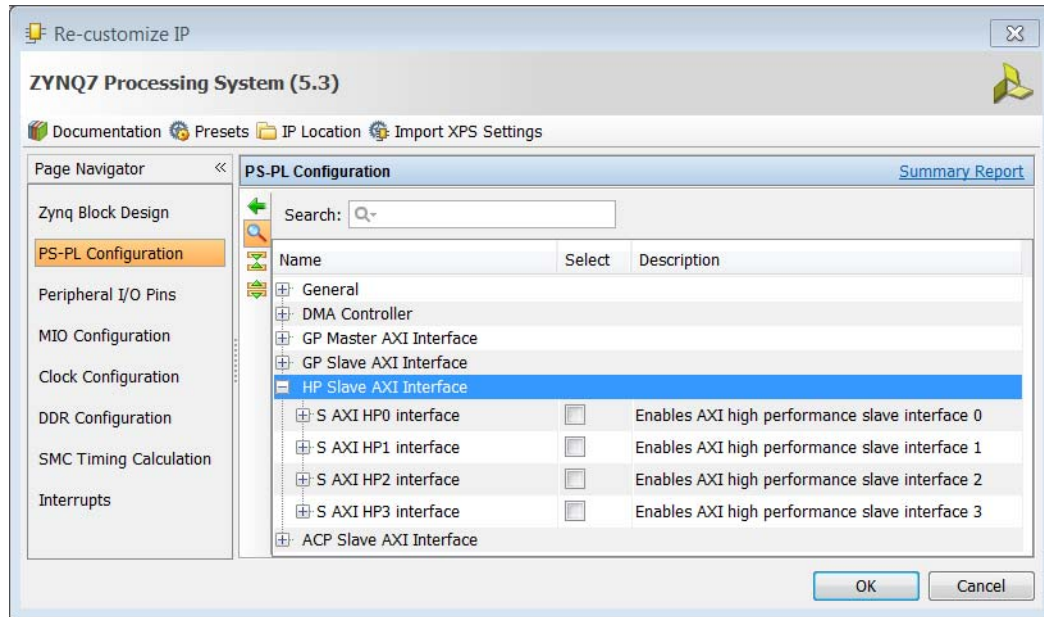 Re-customize IP
ZYNQ7 Processing System (5.3)
Documentation Presets IP Location Import XPS Settings
Page Navigator «
Zynq Block Design
PS-PL Configuration
Peripheral I/O Pins
MIO Configuration
Clock Configuration
DDR Configuration
SMC Timing Calculation
Interrupts
PS-PL Configuration Summary Report
Search:
Name Select Description
General
DMA Controller
GP Master AXI Interface
GP Slave AXI Interface
HP Slave AXI Interface
S AXI HP0 interface Enables AXI high performance slave interface 0
S AXI HP1 interface Enables AXI high performance slave interface 1
S AXI HP2 interface Enables AXI high performance slave interface 2
S AXI HP3 interface Enables AXI high performance slave interface 3
ACP Slave AXI Interface
OK Cancel